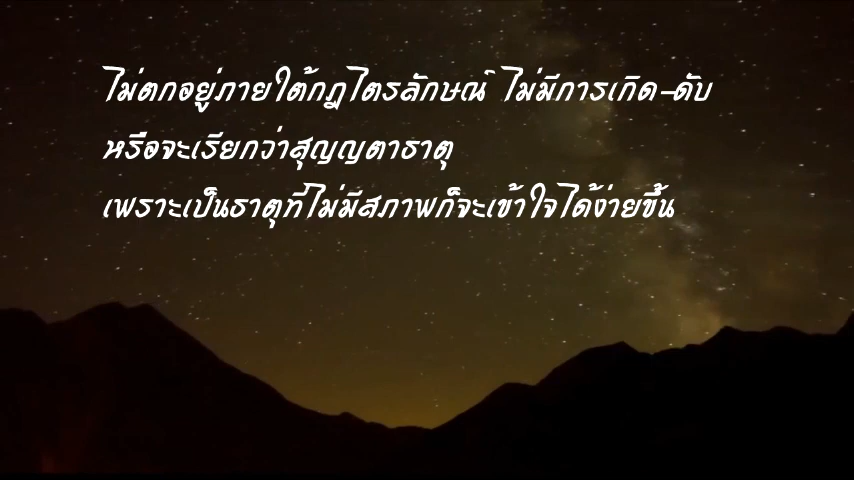 ไม่ตกอยู่ภายใต้กฎไตรลักษณ์ ไม่มีการเกิด-ดับ
หรือจะเรียกว่าสุญญตาธาตุ
เพราะเป็นธาตุที่ไม่มีสภาพก็จะเข้าใจได้ง่ายขึ้น